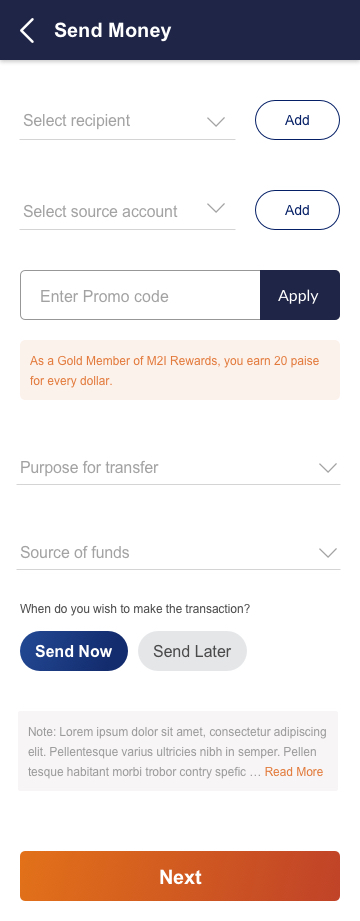 Send Money
Select recipient
Add
Select source account
Add
Enter Promo code
Apply
As a Gold Member of M2I Rewards, you earn 20 paise
for every dollar.
Purpose for transfer
Source of funds
When do you wish to make the transaction?
Send Now
Send Later
Note: Lorem ipsum dolor sit amet, consectetur adipiscing
elit. Pellentesque varius ultricies nibh in semper. Pellen
tesque habitant morbi trobor contry spefic ... Read More
Next